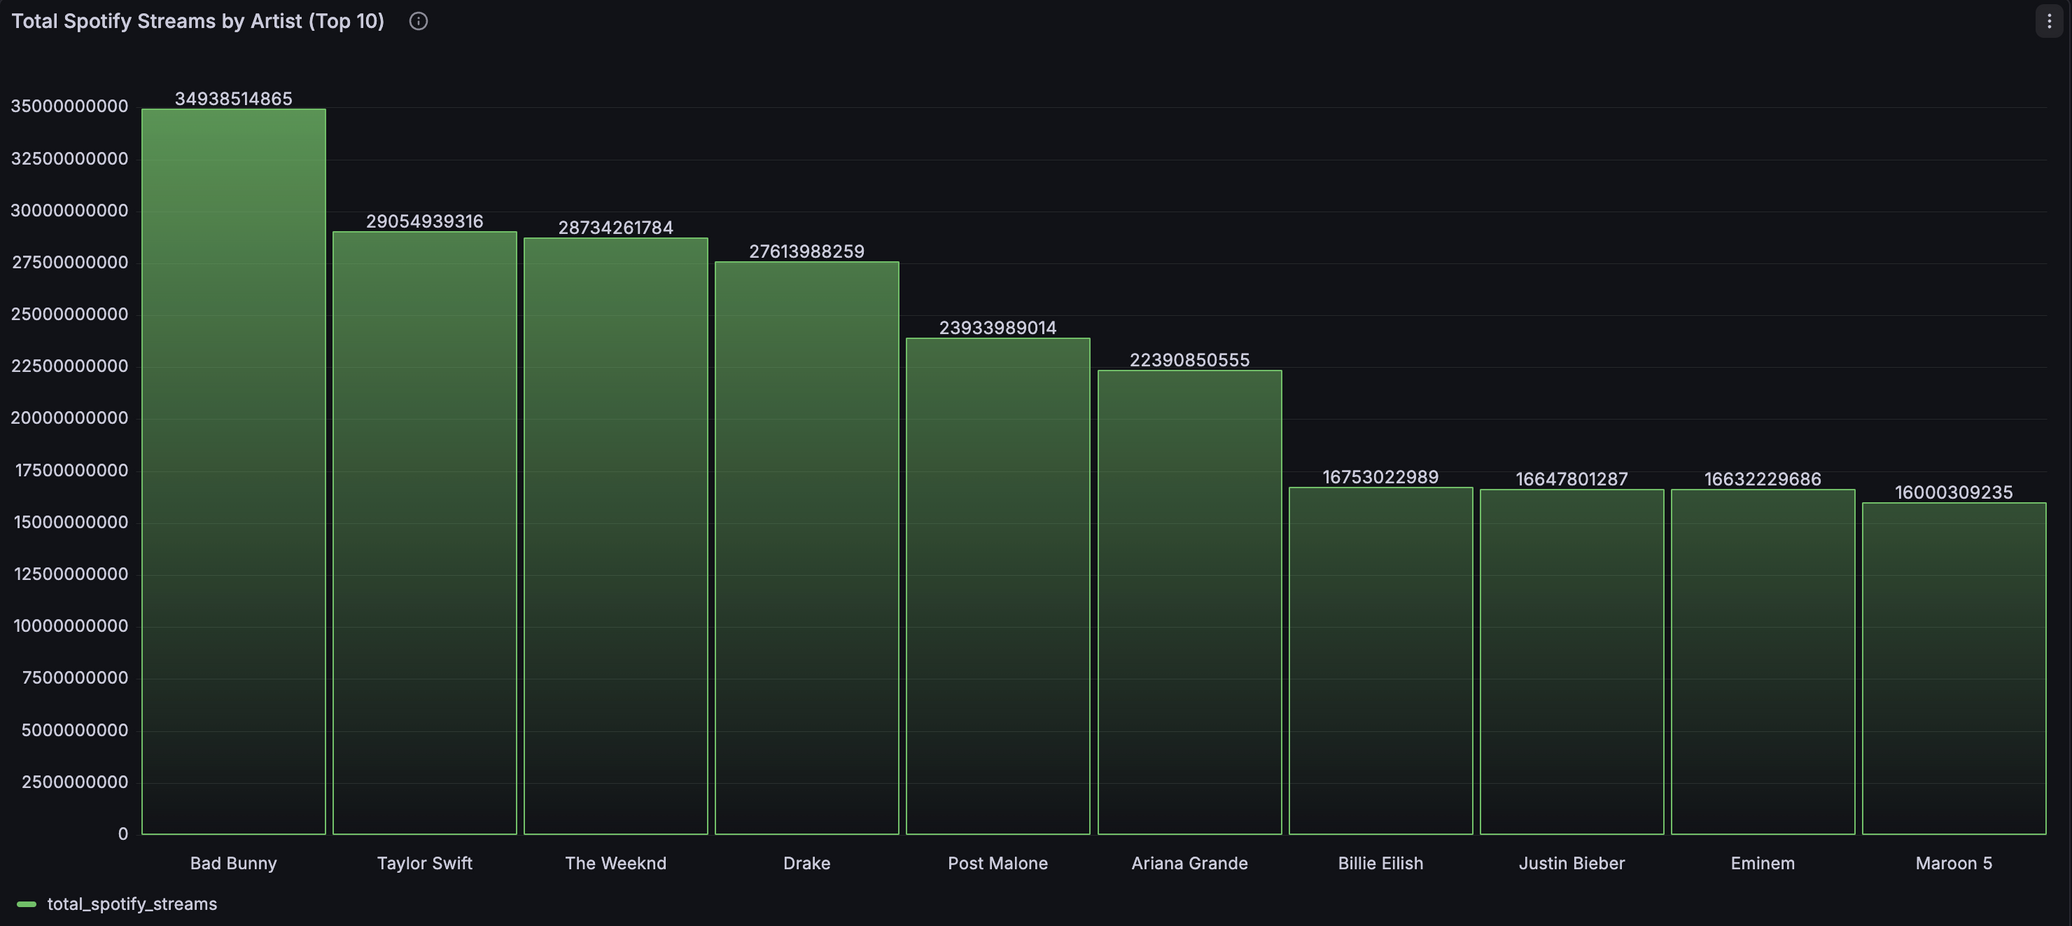 Total Spotify Streams by Artist (Top 10)
35000000000
32500000000
30000000000
27500000000
25000000000
22500000000
20000000000
17500000000
15000000000
12500000000
10000000000
7500000000
5000000000
2500000000
0
34938514865
29054939316
28734261784
27613988259
23933989014
22390850555
16753022989
16647801287
16632229686
16000309235
Bad Bunny
Taylor Swift
The Weeknd
Drake
Post Malone
Ariana Grande
Billie Eilish
Justin Bieber
Eminem
Maroon 5
total_spotify_streams